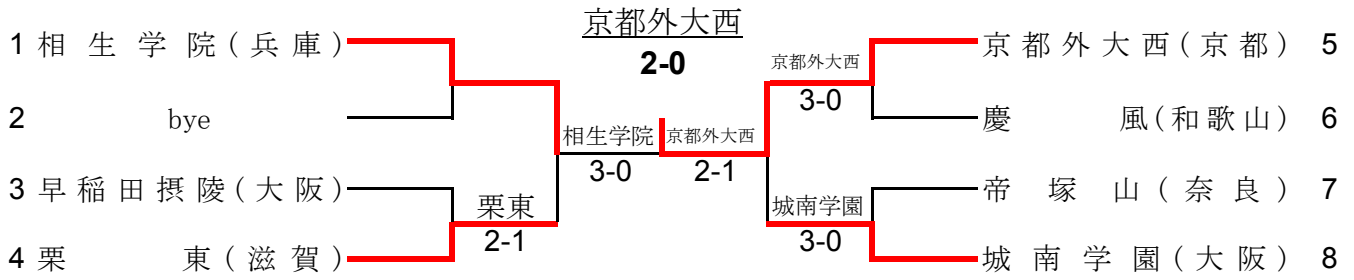 京都外大西
2-0
1 相生学院(兵庫)
京都外大西(京都) 5
京都外大西
3-0
2 bye
慶風(和歌山) 6
相生学院
京都外大西
3-0
2-1
3 早稲田摂陵(大阪)
帝塚山(奈良) 7
栗東
2-1
城南学園
3-0
4 栗東(滋賀)
城南学園(大阪) 8